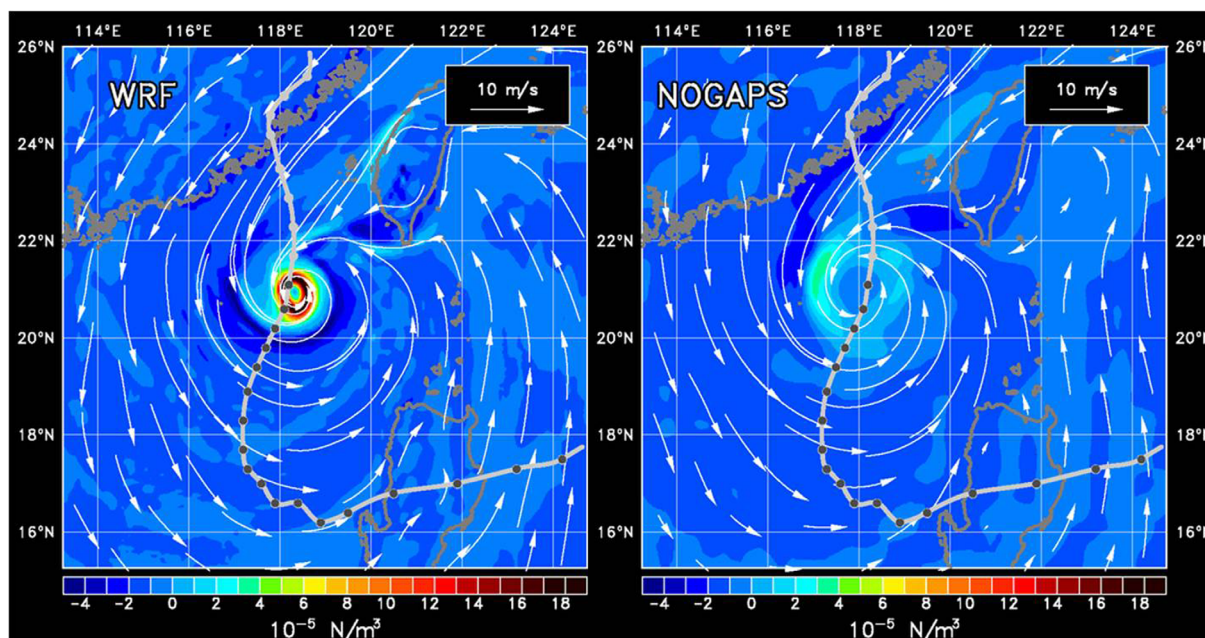 114°E 116°E 118°E 120°E 122°E 124°E 114°E 116°E 118°E 120°E 122°E 124°E
26°N 26°N
WRF 10 m/s NOGAPS 10 m/s
24°N 24°N
22°N 22°N
20°N 20°N
18°N 18°N
16°N 16°N
-4 -2 0 2 4 6 8 10 12 14 16 18 -4 -2 0 2 4 6 8 10 12 14 16 18
10⁻⁵ N/m³ 10⁻⁵ N/m³